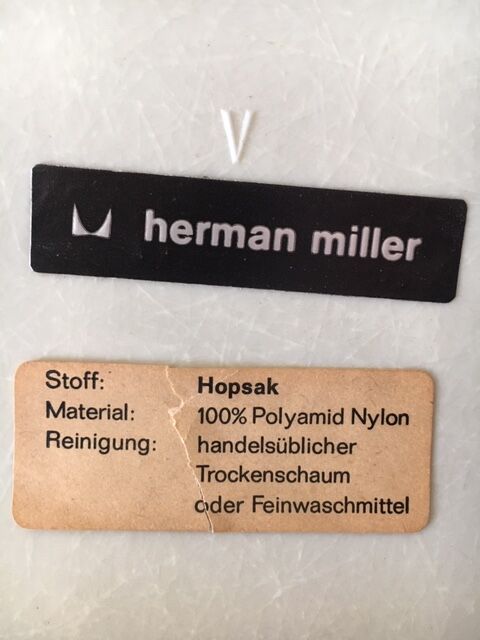 V
herman miller
Stoff: Hopsak
Material: 100% Polyamid Nylon
Reinigung: handelsüblicher
Trockenschaum
oder Feinwaschmittel